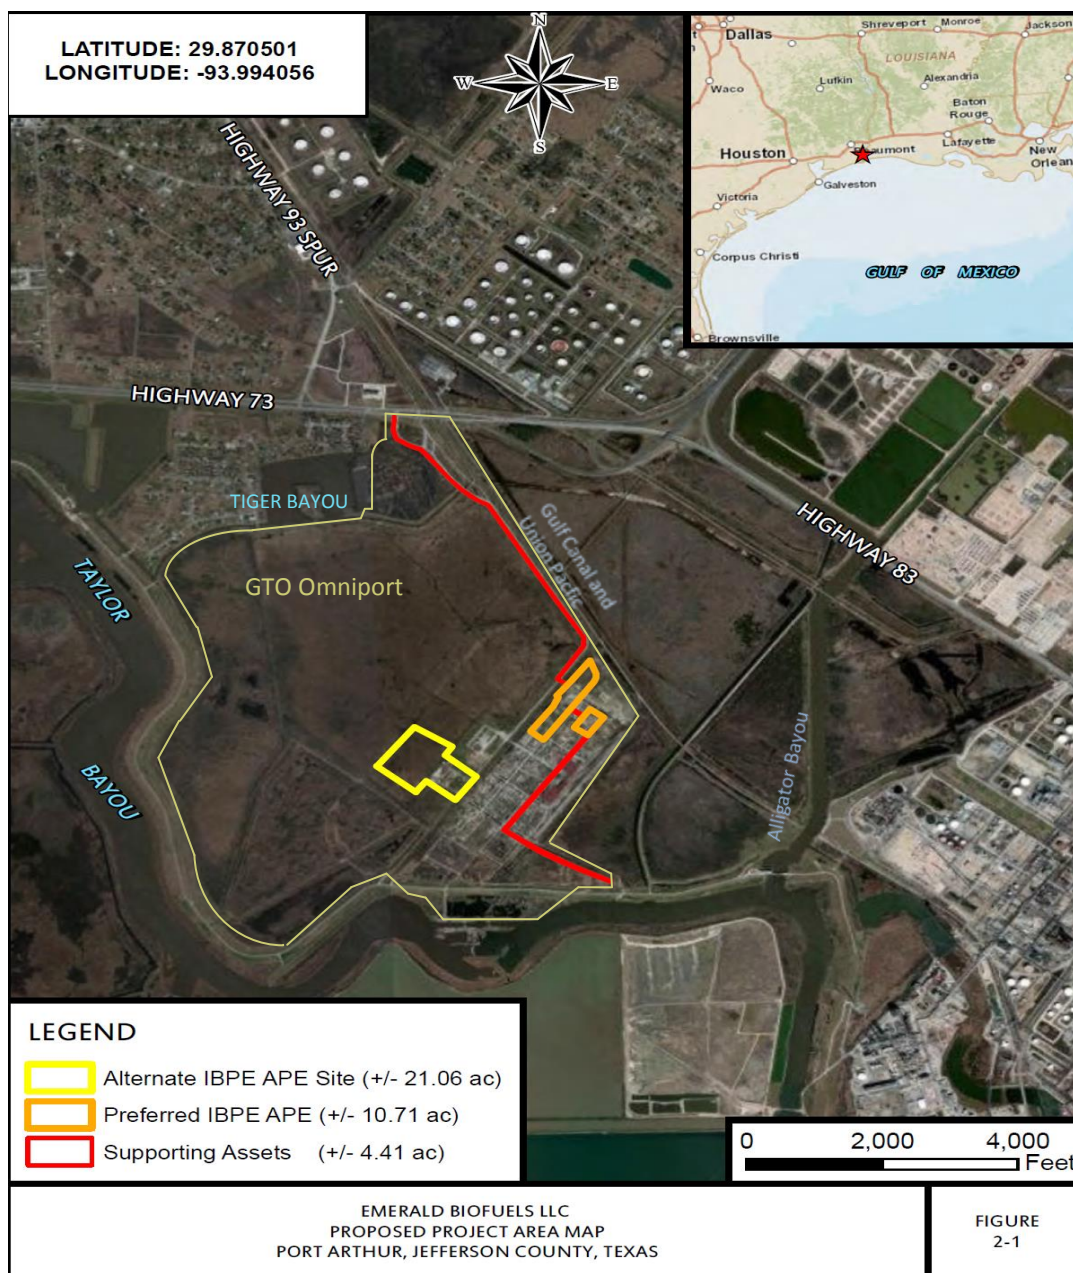 LATITUDE: 29.870501
LONGITUDE: -93.994056
N
W
E
S
Shreveport
Monroe
Jackson
Dallas
LOUISIANA
Waco
Lufkin
Alexandria
Baton
Rouge
Houston
Beaumont
Lafayette
New
Orlean
Galveston
Victoria
Corpus Christi
GULF OF MEXICO
Brownsville
HIGHWAY 93 SPUR
HIGHWAY 73
TIGER BAYOU
Gulf Canal and
Union Pacfic
HIGHWAY 83
TAYLOR
GTO Omniport
BAYOU
Alligator Bayou
LEGEND
Alternate IBPE APE Site (+/- 21.06 ac)
Preferred IBPE APE (+/- 10.71 ac)
Supporting Assets (+/- 4.41 ac)
0 2,000 4,000
Feet
EMERALD BIOFUELS LLC
PROPOSED PROJECT AREA MAP
PORT ARTHUR, JEFFERSON COUNTY, TEXAS
FIGURE
2-1